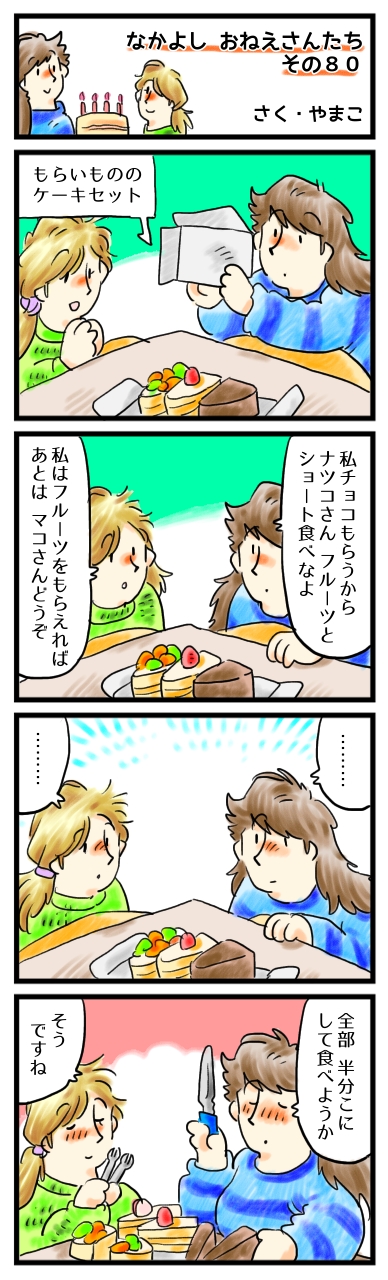 なかよし おねえさんたち
その８０
さく・やまこ
もらいものの
ケーキセット
私チョコもらうから
ナツコさん フルーツと
ショート食べなよ
私はフルーツをもらえれば
あとは マコさんどうぞ
………
………
全部 半分こに
して食べようか
そう
ですね